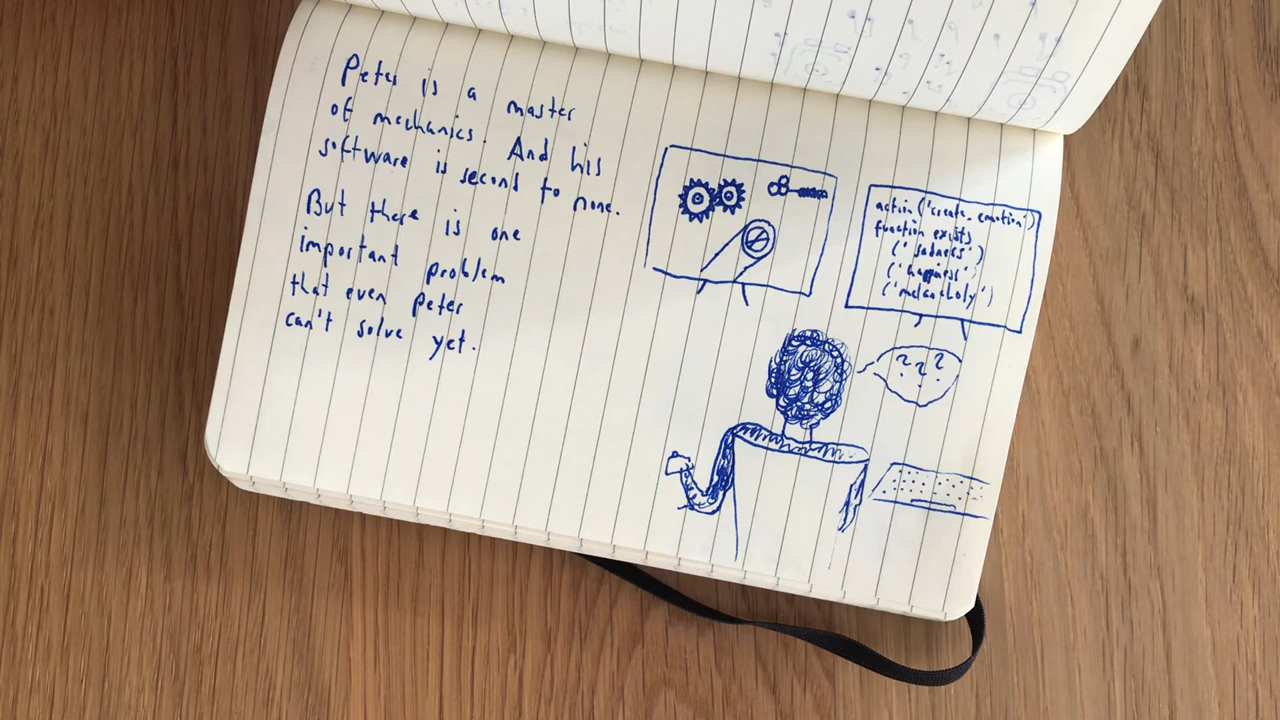 Peter is a master
of mechanics. And his
software is second to none.
But there is one
important problem
that even Peter
can't solve yet.
action ('create_emotion')
function exists
('sadness')
('happiness')
('melancholy')
? ? ?